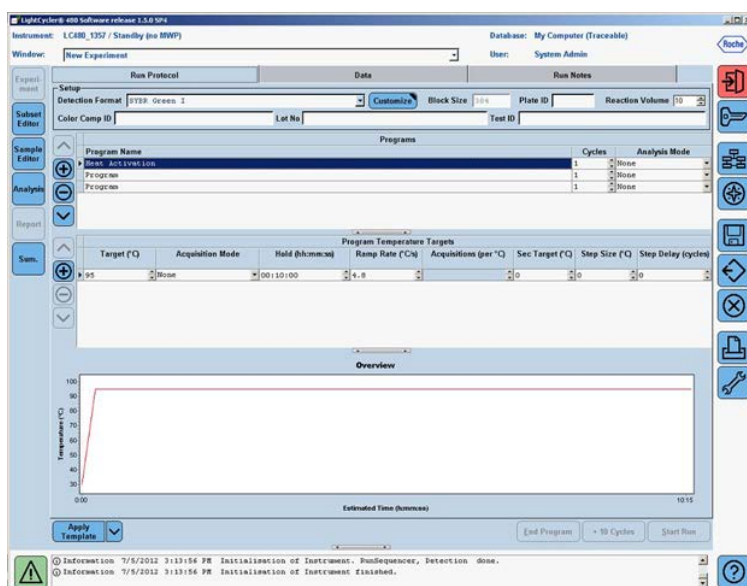 LightCycler® 480 Software release 1.5.0 SP4
Instrument: LC480_1357 / Standby (no MWP) Database: My Computer (Traceable)
Window: New Experiment User: System Admin
Roche
Experi-
ment
Subset
Editor
Sample
Editor
Analysis
Report
Sum.
Run Protocol Data Run Notes
Setup
Detection Format SYBR Green I Customize Block Size 384 Plate ID Reaction Volume 10
Color Comp ID Lot No Test ID
Programs
Program Name Cycles Analysis Mode
Heat Activation 1 None
Program 1 None
Program 1 None
Program Temperature Targets
Target (°C) Acquisition Mode Hold (hh:mm:ss) Ramp Rate (°C/s) Acquisitions (per °C) Sec Target (°C) Step Size (°C) Step Delay (cycles)
95 None 00:10:00 4.8 0 0 0
Overview
Temperature (°C)
100
90
80
70
60
50
40
30
0:00 10:15
Estimated Time (h:mm:ss)
Apply
Template
End Program + 10 Cycles Start Run
Information 7/5/2012 3:13:56 PM Initialisation of Instrument. RunSequencer, Detection done.
Information 7/5/2012 3:13:56 PM Initialisation of Instrument finished.